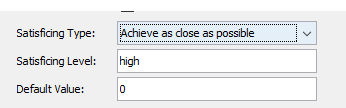 Satisficing Type: Achieve as close as possible
Satisficing Level: high
Default Value: 0